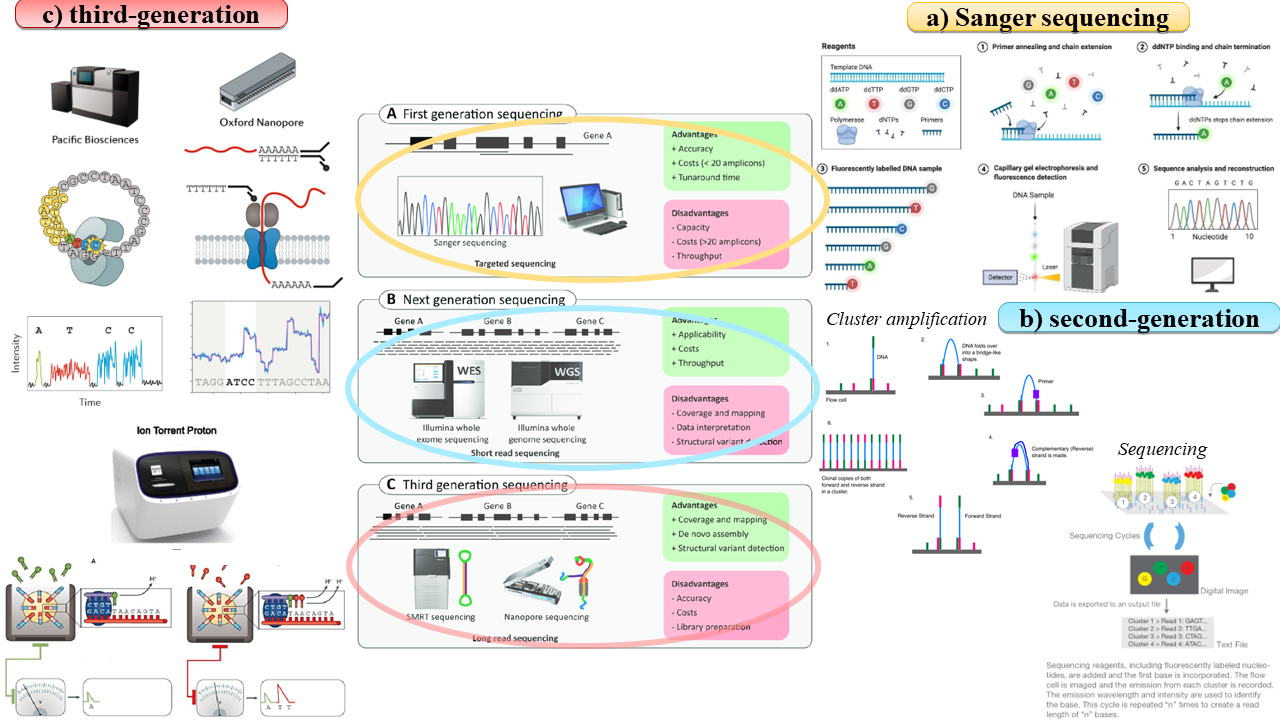 c) third-generation
Pacific Biosciences
Oxford Nanopore
AAAAAA
TTTTTT
TTTTTT
AAAAAA
Intensity
A T C C
Time
TAGG ATCC TTTAGCCTAA
Ion Torrent Proton
A
H+
CTGT
GACA TAACAGTA
H+ H+
CTGT
GACA TAACAGTA
V
A
V
A T T
A First generation sequencing
Gene A
Sanger sequencing
Targeted sequencing
Advantages
+ Accuracy
+ Costs (< 20 amplicons)
+ Tunaround time
Disadvantages
- Capacity
- Costs (>20 amplicons)
- Throughput
B Next generation sequencing
Gene A Gene B Gene C
WES WGS
Illumina whole
exome sequencing
Illumina whole
genome sequencing
Short read sequencing
Advantages
+ Applicability
+ Costs
+ Throughput
Disadvantages
- Coverage and mapping
- Data interpretation
- Structural variant detection
C Third generation sequencing
Gene A Gene B Gene C
SMRT sequencing
Nanopore sequencing
Long read sequencing
Advantages
+ Coverage and mapping
+ De novo assembly
+ Structural variant detection
Disadvantages
- Accuracy
- Costs
- Library preparation
a) Sanger sequencing
Reagents
Template DNA
ddATP ddTTP ddGTP ddCTP
A T G C
Polymerase dNTPs Primers
1 Primer annealing and chain extension
G A T C
2 ddNTP binding and chain termination
A
ddNTPs stops chain extension
A
3 Fluorescently labelled DNA sample
G
T
C
G
A
T
4 Capillary gel electrophoresis and
fluorescence detection
DNA Sample
Laser
Detector
5 Sequence analysis and reconstruction
G A C T A G T C T G
1 Nucleotide 10
b) second-generation
Cluster amplification
1.
DNA
Flow cell
2.
DNA folds over
into a bridge-like
shape.
Primer
3.
4.
Complementary (Reverse)
strand is made.
5.
Reverse Strand Forward Strand
6.
Clonal copies of both
forward and reverse strand
in a cluster.
Sequencing
1 2 3 4
Sequencing Cycles
G C
Digital Image
Data is exported to an output file
Cluster 1 > Read 1: GAGT...
Cluster 2 > Read 2: TTGA...
Cluster 3 > Read 3: CTAG...
Cluster 4 > Read 4: ATAC...
Text File
Sequencing reagents, including fluorescently labeled nucleo-
tides, are added and the first base is incorporated. The flow
cell is imaged and the emission from each cluster is recorded.
The emission wavelength and intensity are used to identify
the base. This cycle is repeated "n" times to create a read
length of "n" bases.